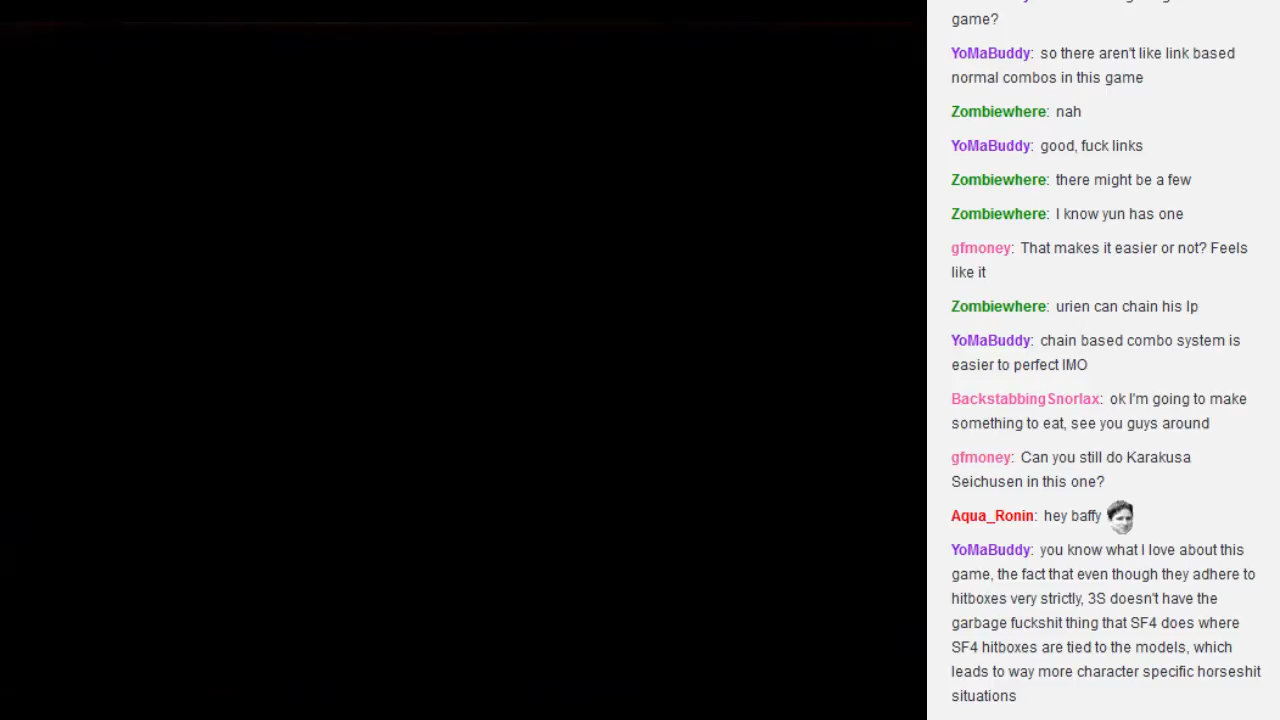 game?
YoMaBuddy: so there aren't like link based
normal combos in this game
Zombiewhere: nah
YoMaBuddy: good, fuck links
Zombiewhere: there might be a few
Zombiewhere: I know yun has one
gfmoney: That makes it easier or not? Feels
like it
Zombiewhere: urien can chain his lp
YoMaBuddy: chain based combo system is
easier to perfect IMO
BackstabbingSnorlax: ok I'm going to make
something to eat, see you guys around
gfmoney: Can you still do Karakusa
Seichusen in this one?
Aqua_Ronin: hey baffy
YoMaBuddy: you know what I love about this
game, the fact that even though they adhere to
hitboxes very strictly, 3S doesn't have the
garbage fuckshit thing that SF4 does where
SF4 hitboxes are tied to the models, which
leads to way more character specific horseshit
situations